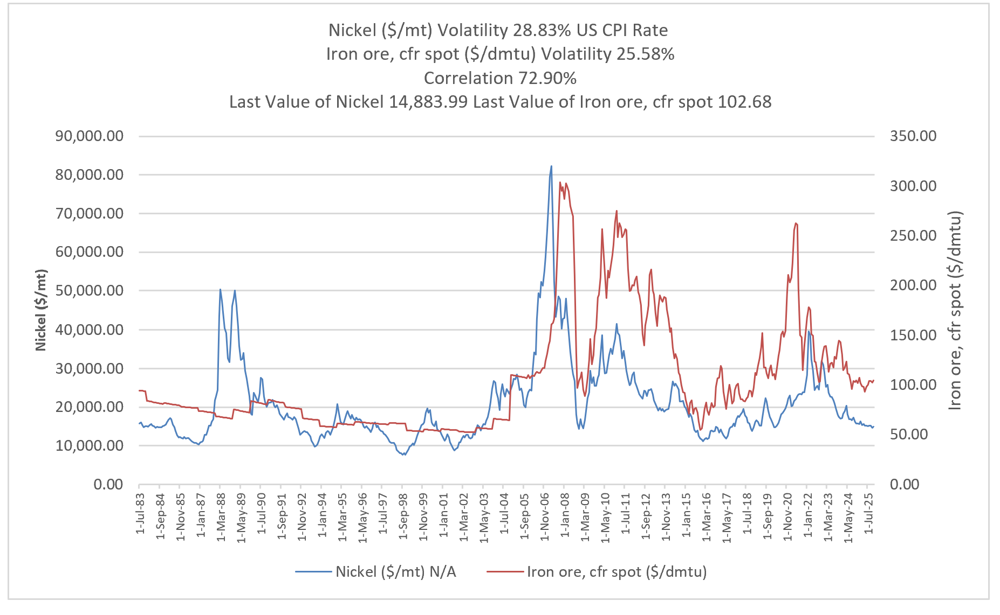 Nickel ($/mt) Volatility 28.83% US CPI Rate
Iron ore, cfr spot ($/dmtu) Volatility 25.58%
Correlation 72.90%
Last Value of Nickel 14,883.99 Last Value of Iron ore, cfr spot 102.68
90,000.00
80,000.00
70,000.00
60,000.00
50,000.00
40,000.00
30,000.00
20,000.00
10,000.00
0.00
Nickel ($/mt)
350.00
300.00
250.00
200.00
150.00
100.00
50.00
0.00
Iron ore, cfr spot ($/dmtu)
1-Jul-83
1-Sep-84
1-Nov-85
1-Jan-87
1-Mar-88
1-May-89
1-Jul-90
1-Sep-91
1-Nov-92
1-Jan-94
1-Mar-95
1-May-96
1-Jul-97
1-Sep-98
1-Nov-99
1-Jan-01
1-Mar-02
1-May-03
1-Jul-04
1-Sep-05
1-Nov-06
1-Jan-08
1-Mar-09
1-May-10
1-Jul-11
1-Sep-12
1-Nov-13
1-Jan-15
1-Mar-16
1-May-17
1-Jul-18
1-Sep-19
1-Nov-20
1-Jan-22
1-Mar-23
1-May-24
1-Jul-25
Nickel ($/mt) N/A
Iron ore, cfr spot ($/dmtu)